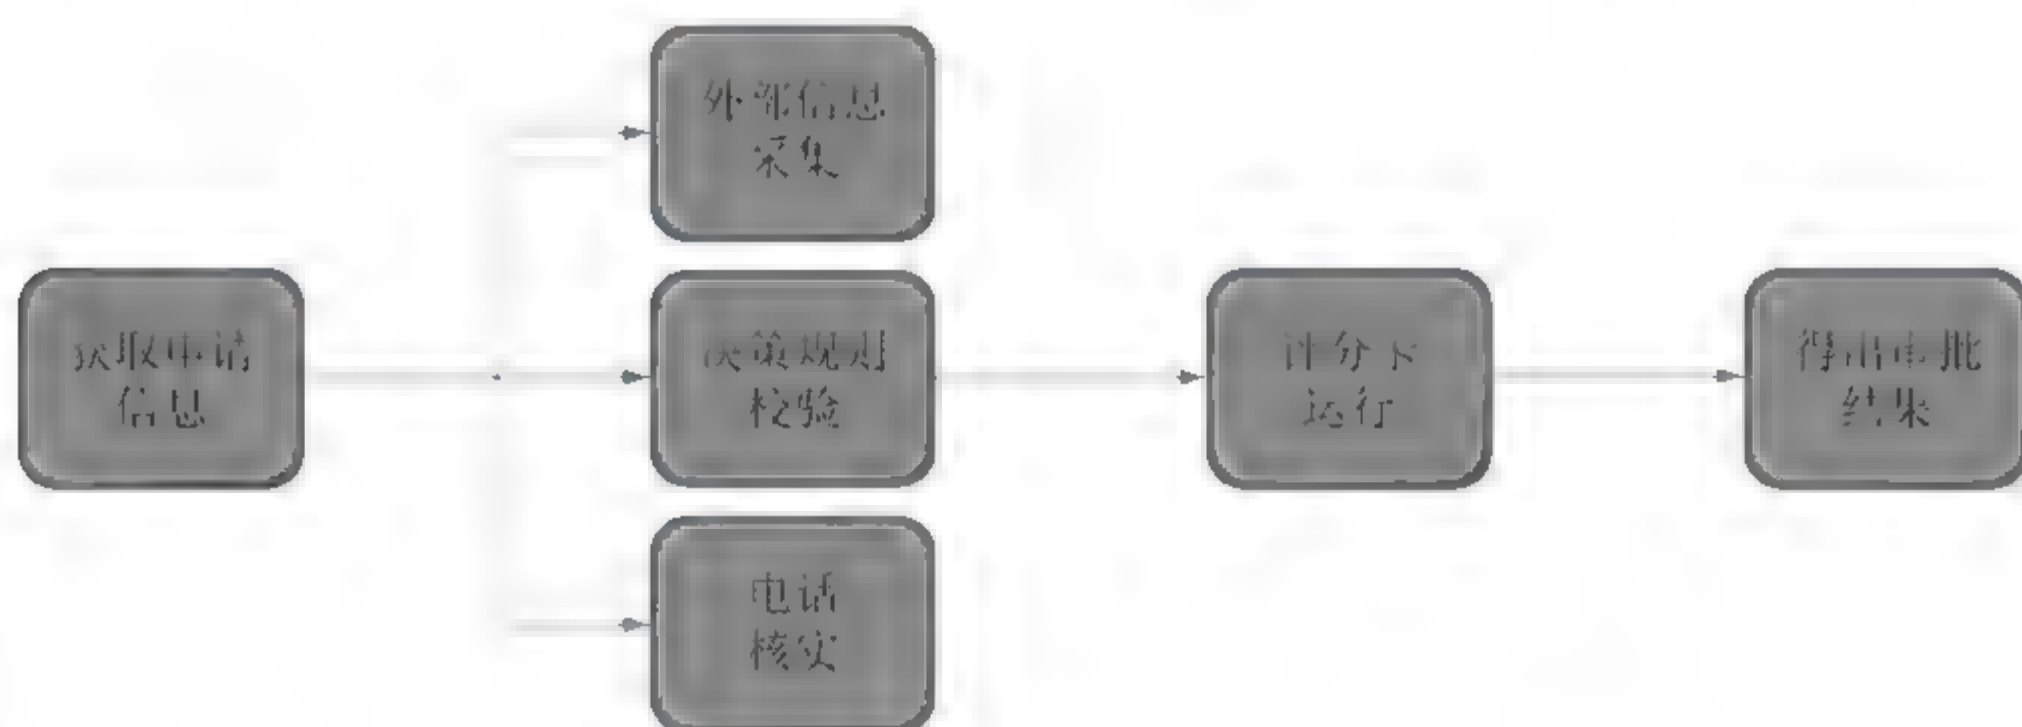 外部信息
采集
获取申请
信息
决策规则
校验
评分卡
运行
得出审批
结果
电话
核实